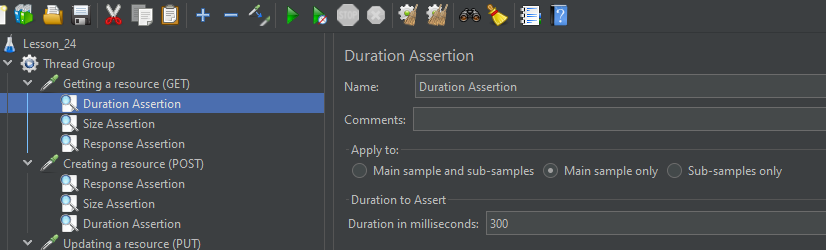 Lesson_24
Thread Group
Getting a resource (GET)
Duration Assertion
Size Assertion
Response Assertion
Creating a resource (POST)
Response Assertion
Size Assertion
Duration Assertion
Updating a resource (PUT)
Duration Assertion
Name: Duration Assertion
Comments:
Apply to:
Main sample and sub-samples Main sample only Sub-samples only
Duration to Assert
Duration in milliseconds: 300